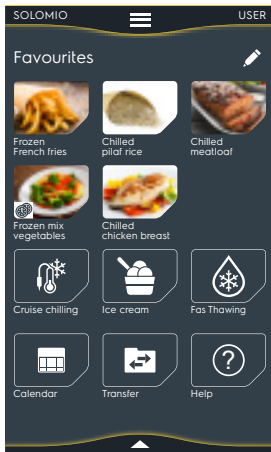 SOLOMIO USER
Favourites
Frozen Chilled Chilled
French fries pilaf rice meatloaf
Frozen mix Chilled
vegetables chicken breast
Cruise chilling Ice cream Fas Thawing
?
Calendar Transfer Help